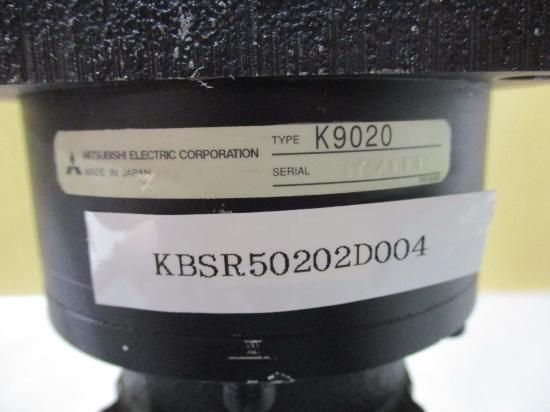 MITSUBISHI ELECTRIC CORPORATION
MADE IN JAPAN
TYPE K9020
SERIAL
KBSR50202D004